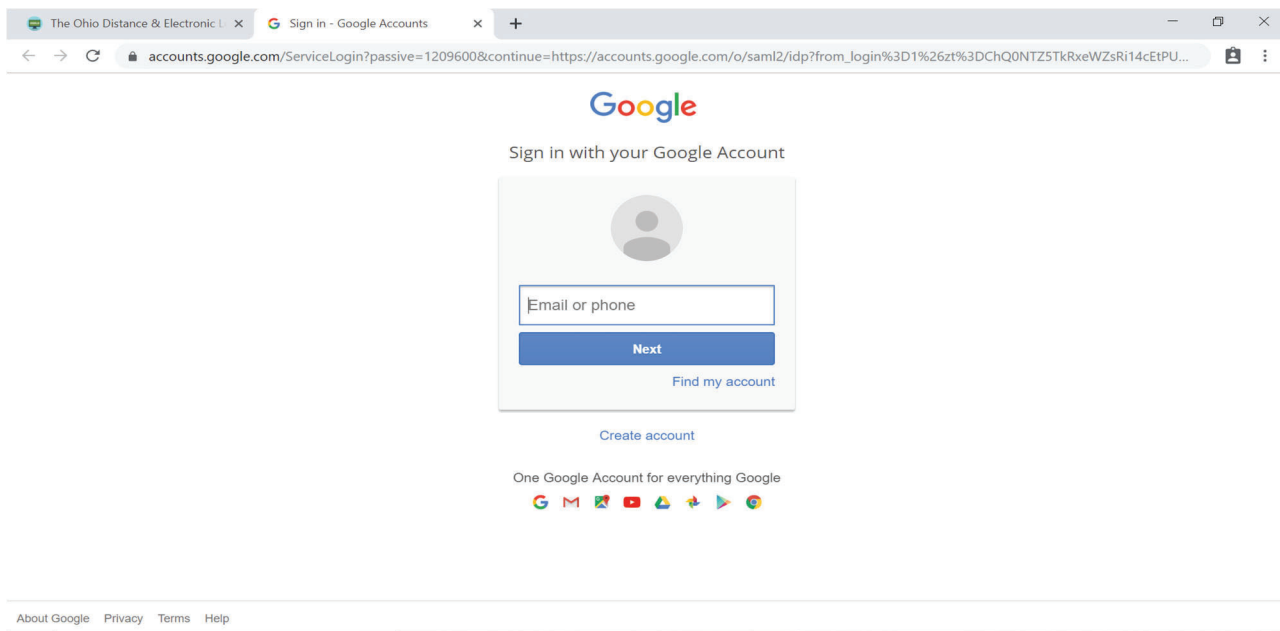 The Ohio Distance & Electronic L
Sign in - Google Accounts
accounts.google.com/ServiceLogin?passive=1209600&continue=https://accounts.google.com/o/saml2/idp?from_login%3D1%26zt%3DChQ0NTZ5TkRxeWZsRi14cEtPU...
Google
Sign in with your Google Account
Email or phone
Next
Find my account
Create account
One Google Account for everything Google
About Google Privacy Terms Help